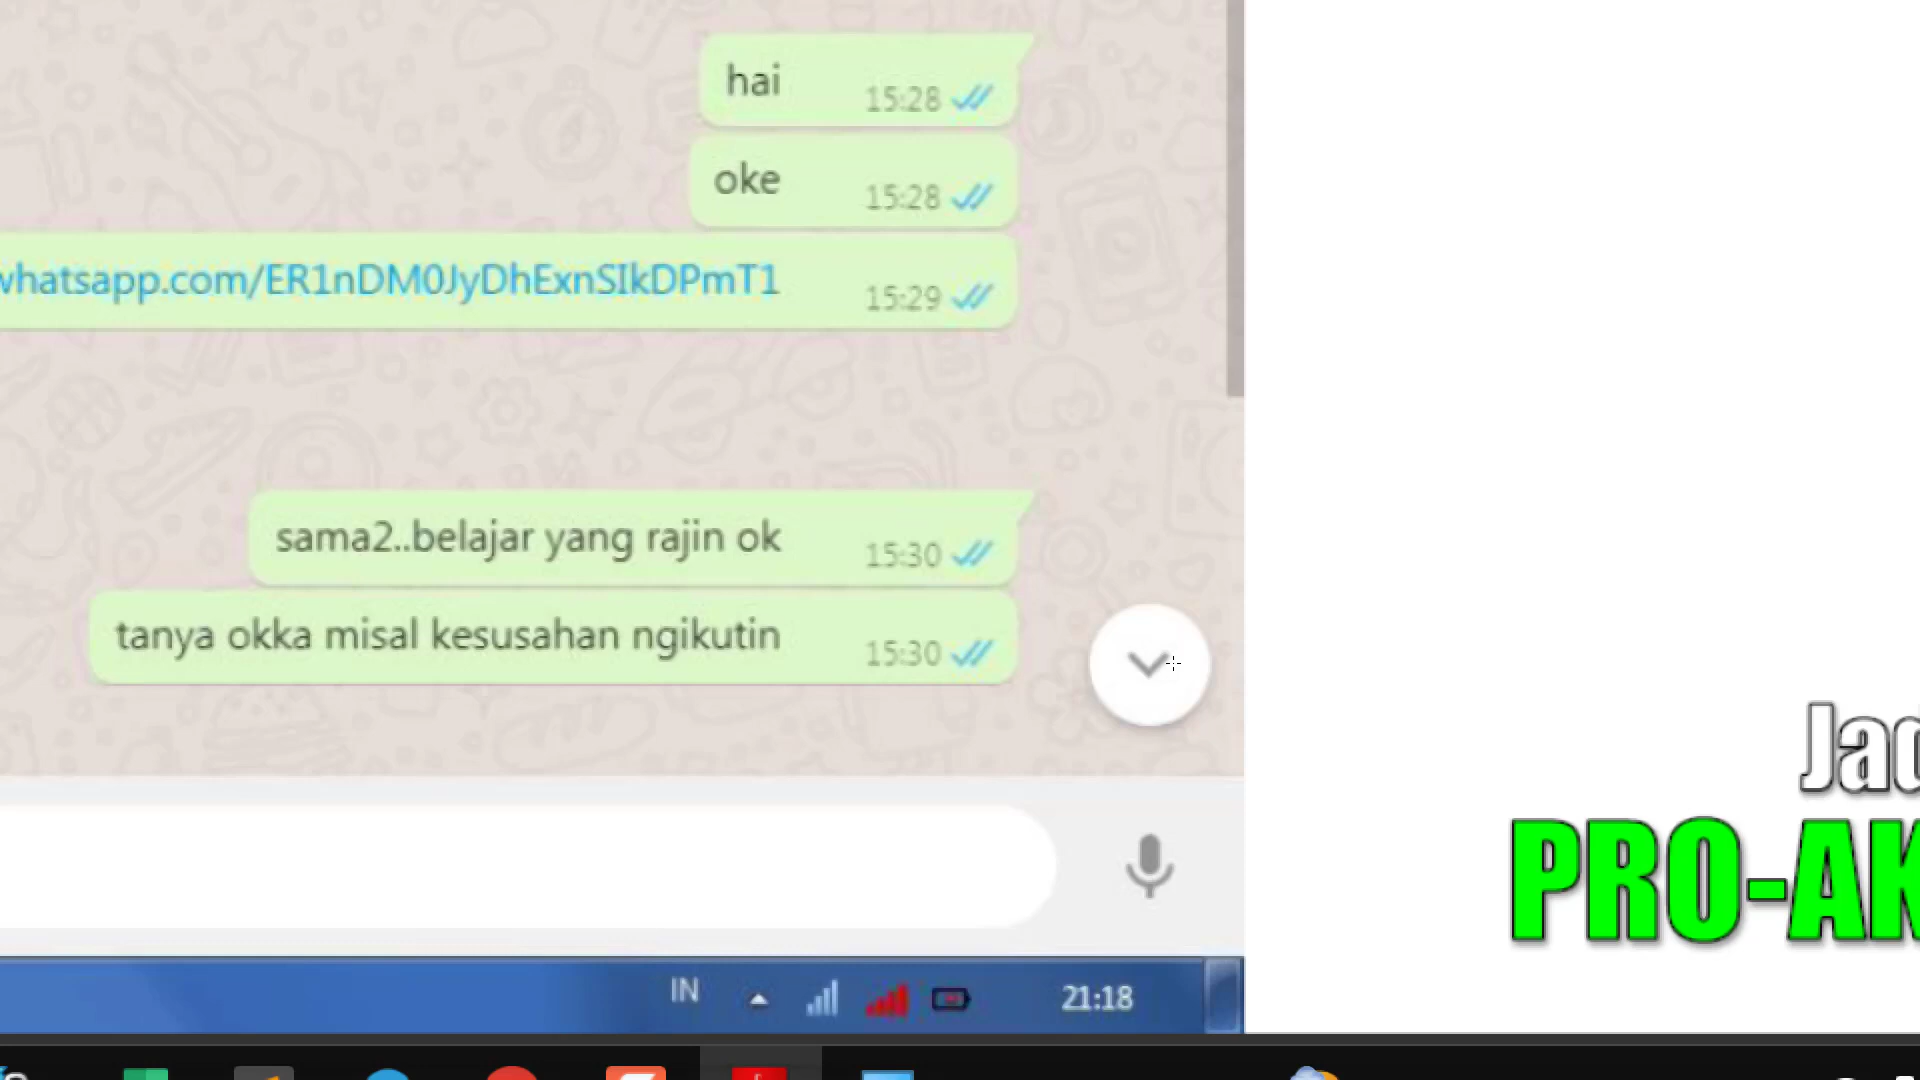 hai 15:28
oke 15:28
whatsapp.com/ER1nDM0JyDhExnSIkDPmT1 15:29
sama2..belajar yang rajin ok 15:30
tanya okka misal kesusahan ngikutin 15:30
Jad
PRO-AK
IN 21:18